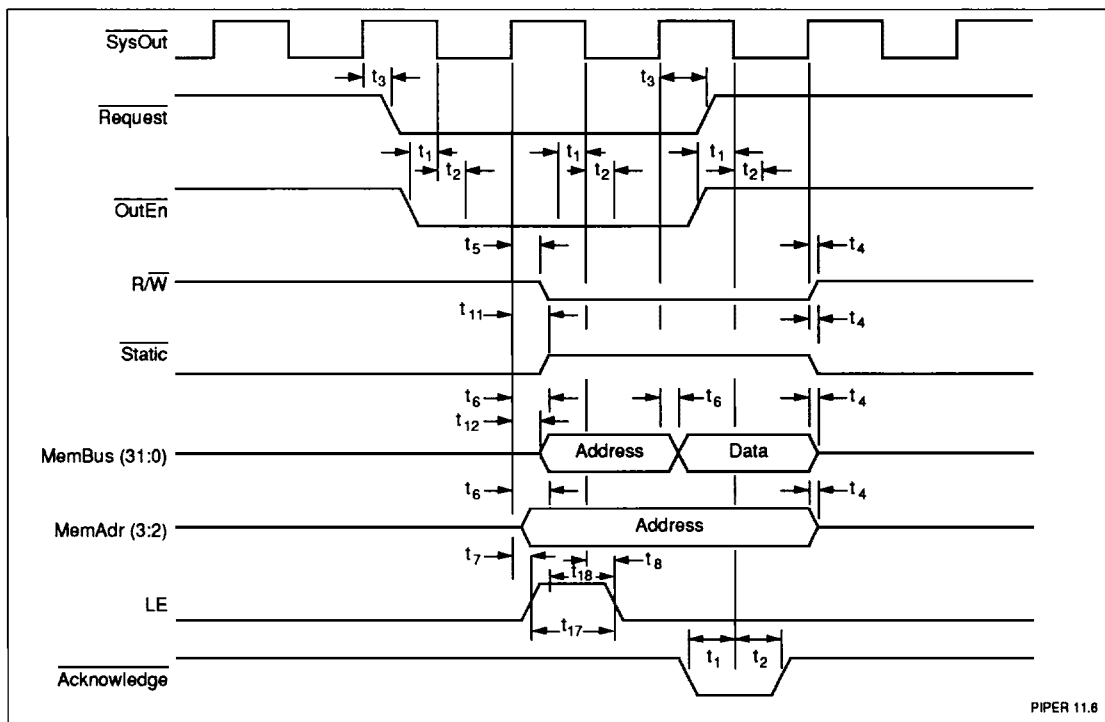 SysOut
t3 t3
Request
t1 t1 t1
t2 t2 t2
OutEn
t5 t4
R/W
t11 t4
Static
t6 t6 t4
t12
MemBus (31:0) Address Data
t6 t4
MemAdr (3:2) Address
t7 t18 t8
LE
t17
t1 t2
Acknowledge
PIPER 11.6